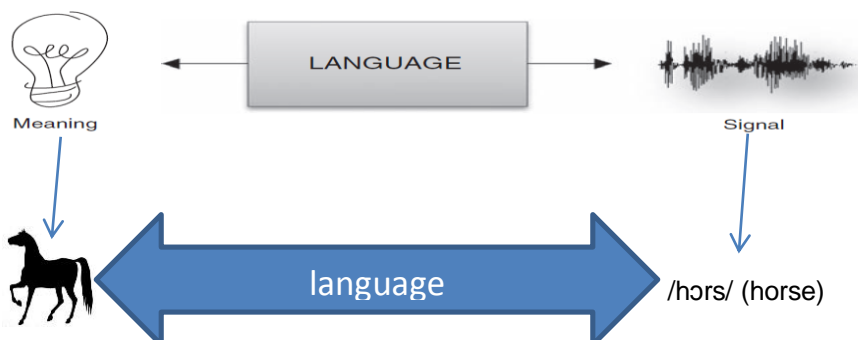 LANGUAGE
Meaning
Signal
language
/hɔrs/ (horse)